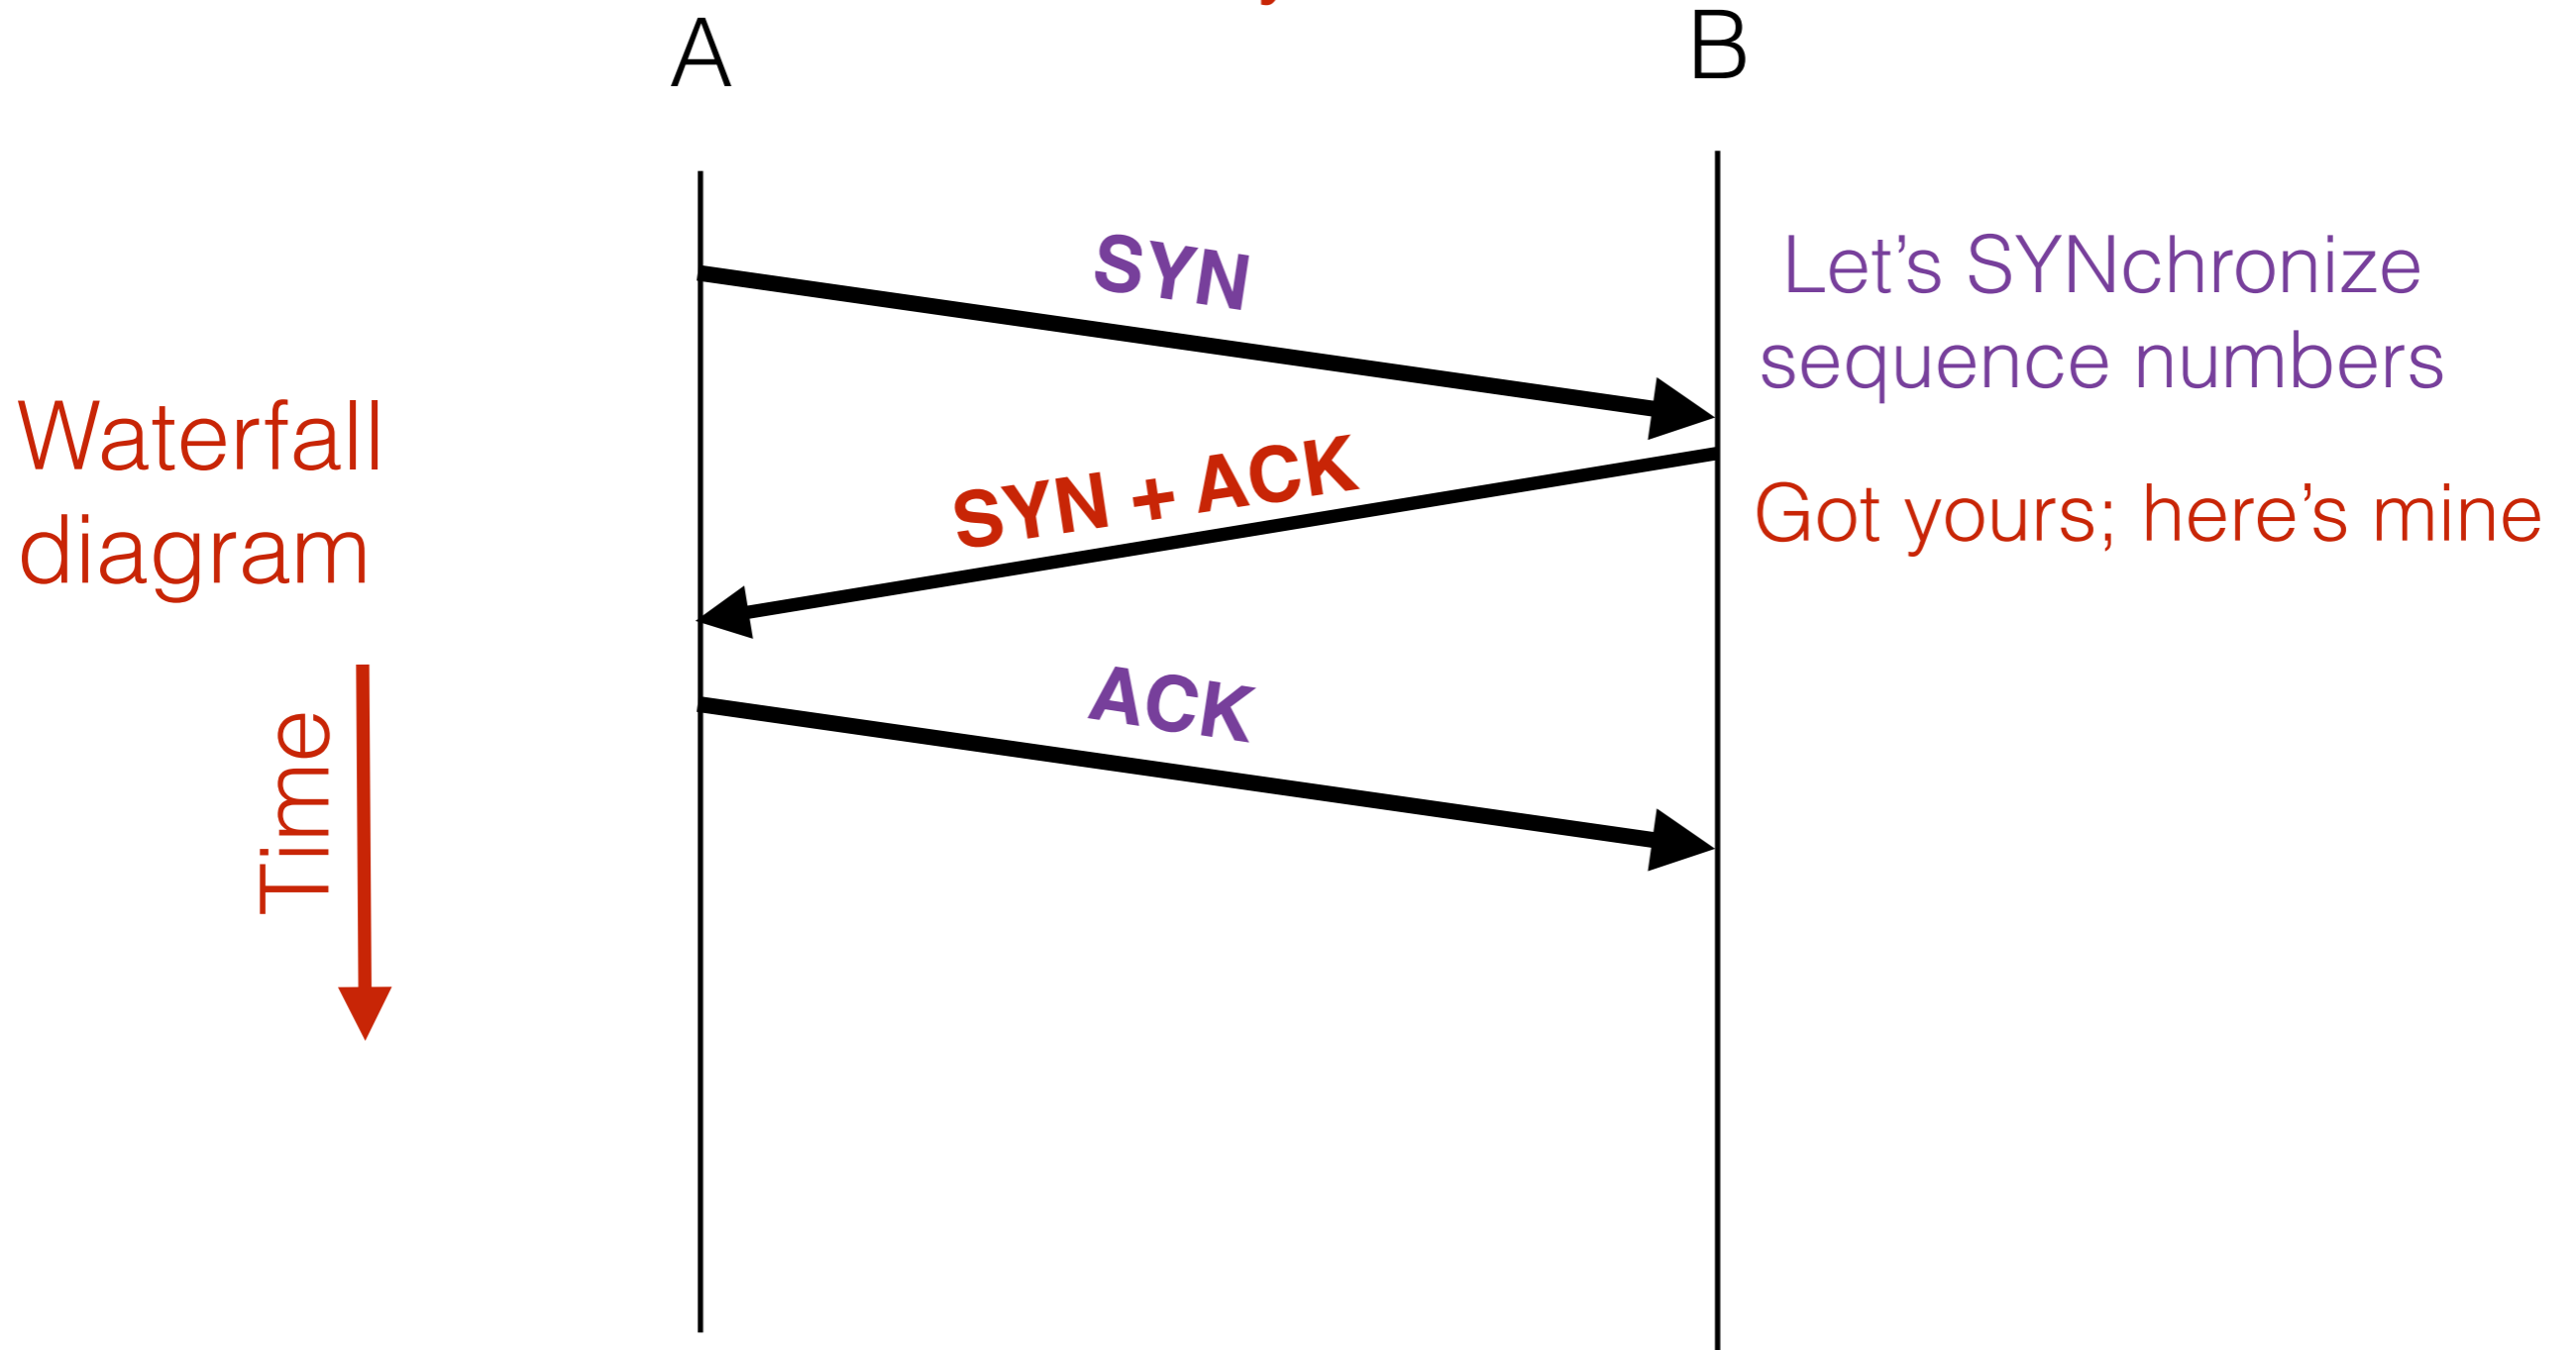 A
B
SYN
Let’s SYNchronize
sequence numbers
Waterfall
diagram
SYN + ACK
Got yours; here’s mine
ACK
Time